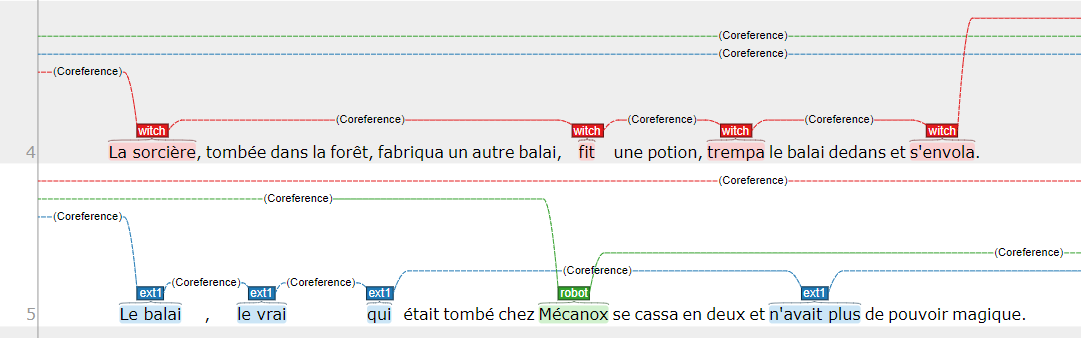 (Coreference)
(Coreference)
(Coreference)
(Coreference) (Coreference) (Coreference)
witch witch witch witch
4 La sorcière, tombée dans la forêt, fabriqua un autre balai, fit une potion, trempa le balai dedans et s'envola.
(Coreference)
(Coreference)
(Coreference)
(Coreference)
(Coreference) (Coreference) (Coreference)
ext1 ext1 ext1 robot ext1
5 Le balai , le vrai qui était tombé chez Mécanox se cassa en deux et n'avait plus de pouvoir magique.